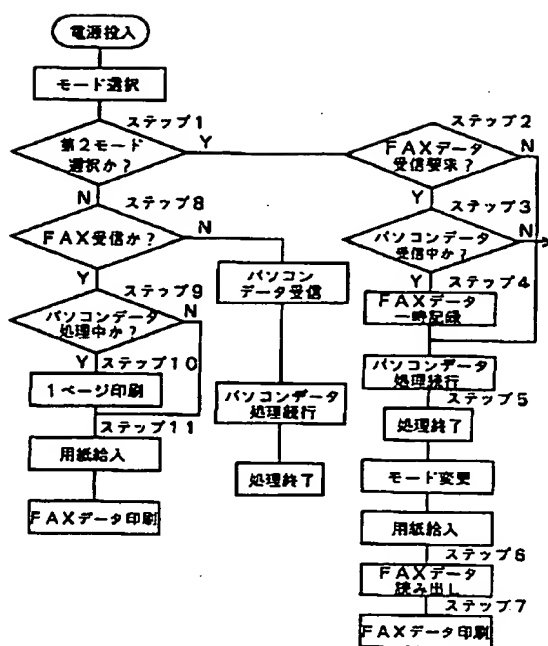 電源投入
モード選択
ステップ1
第2モード
選択か?
Y
N
ステップ2
FAXデータ
受信要求?
N
Y
ステップ8
FAX受信か?
N
Y
ステップ3
パソコンデータ
受信中か?
N
Y
ステップ9
パソコンデータ
処理中か?
N
Y
パソコン
データ受信
ステップ4
FAXデータ
一時記録
ステップ10
1ページ印刷
パソコンデータ
処理続行
パソコンデータ
処理続行
ステップ5
処理終了
ステップ11
用紙給入
処理終了
モード変更
FAXデータ印刷
用紙給入
ステップ6
FAXデータ
読み出し
ステップ7
FAXデータ印刷